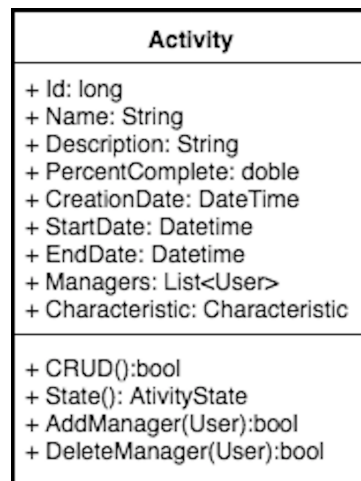 Activity
+ Id: long
+ Name: String
+ Description: String
+ PercentComplete: doble
+ CreationDate: DateTime
+ StartDate: Datetime
+ EndDate: Datetime
+ Managers: List<User>
+ Characteristic: Characteristic
+ CRUD():bool
+ State(): AtivityState
+ AddManager(User):bool
+ DeleteManager(User):bool